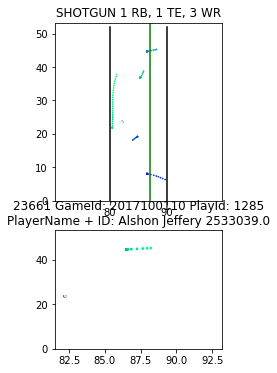 SHOTGUN 1 RB, 1 TE, 3 WR
50
40
30
20
10
0
80 90
23661 GameId: 2017100110 PlayId: 1285
PlayerName + ID: Alshon Jeffery 2533039.0
40
20
0
82.5 85.0 87.5 90.0 92.5